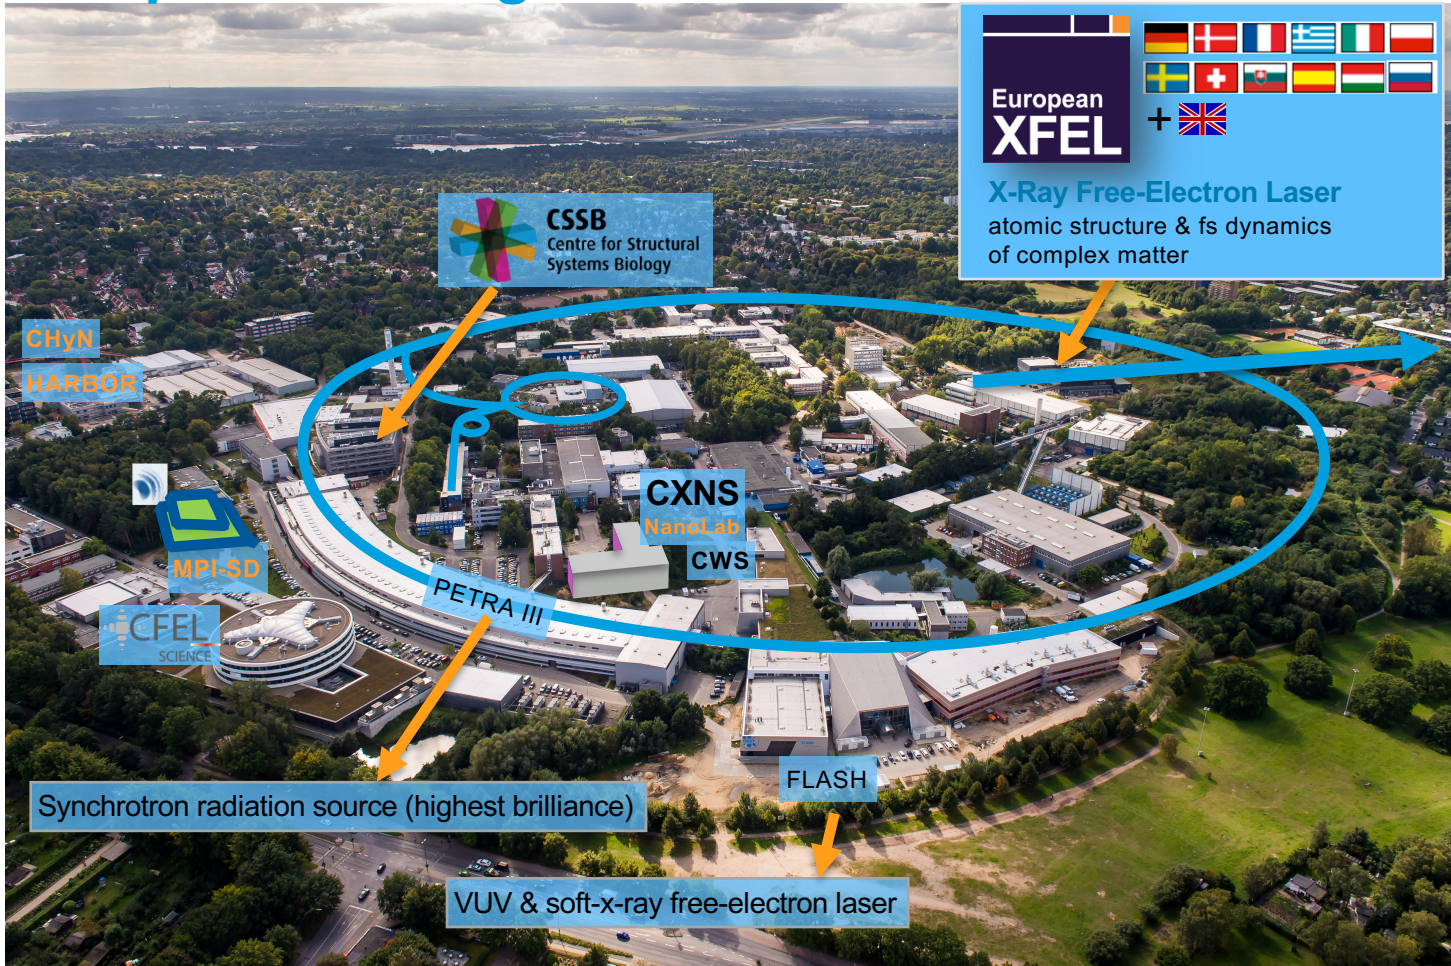 European
XFEL
+
X-Ray Free-Electron Laser
atomic structure & fs dynamics
of complex matter
CSSB
Centre for Structural
Systems Biology
CHyN
HARBOR
CXNS
NanoLab
CWS
MPI-SD
CFEL
SCIENCE
PETRA III
FLASH
Synchrotron radiation source (highest brilliance)
VUV & soft-x-ray free-electron laser